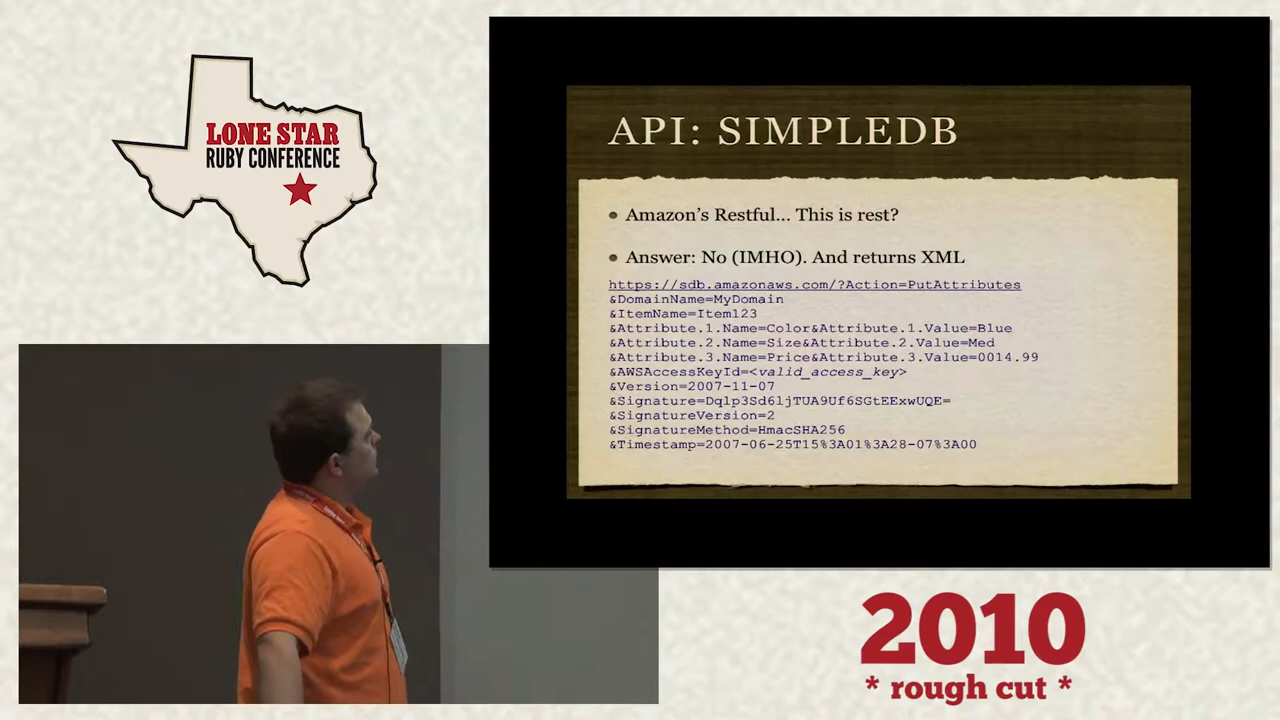 LONE STAR
RUBY CONFERENCE
API: SIMPLEDB
Amazon's Restful... This is rest?
Answer: No (IMHO). And returns XML
https://sdb.amazonaws.com/?Action=PutAttributes
&DomainName=MyDomain
&ItemName=Item123
&Attribute.1.Name=Color&Attribute.1.Value=Blue
&Attribute.2.Name=Size&Attribute.2.Value=Med
&Attribute.3.Name=Price&Attribute.3.Value=0014.99
&AWSAccessKeyId=<valid_access_key>
&Version=2007-11-07
&Signature=Dqlp3Sd6ljTUA9Uf6SGtEExwUQE=
&SignatureVersion=2
&SignatureMethod=HmacSHA256
&Timestamp=2007-06-25T15%3A01%3A28-07%3A00
2010
* rough cut *